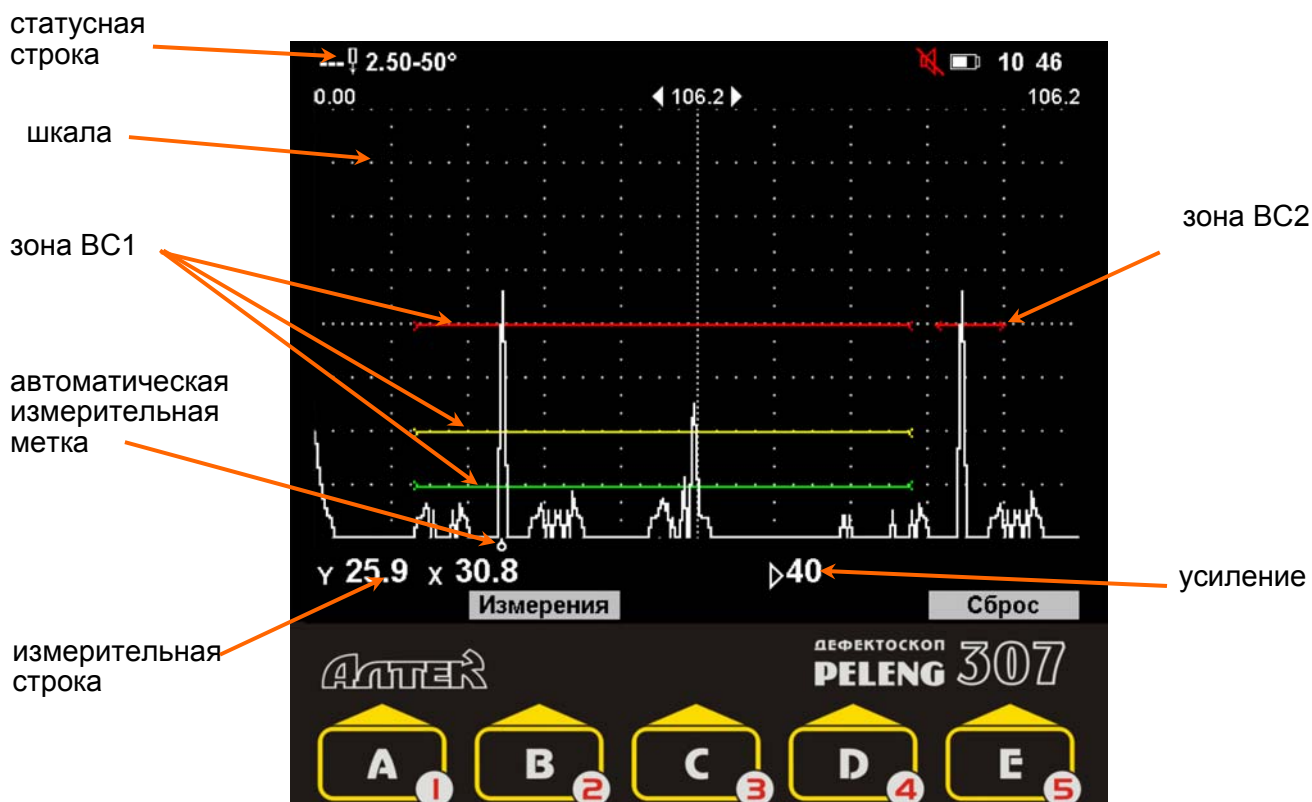 статусная
строка
--- 2.50-50° 10 46
0.00 106.2 106.2
шкала
зона ВС1
зона ВС2
автоматическая
измерительная
метка
Y 25.9 X 30.8 40
усиление
Измерения Сброс
измерительная
строка
АЛТЕК
ДЕФЕКТОСКОП
PELENG 307
A B C D E
1 2 3 4 5